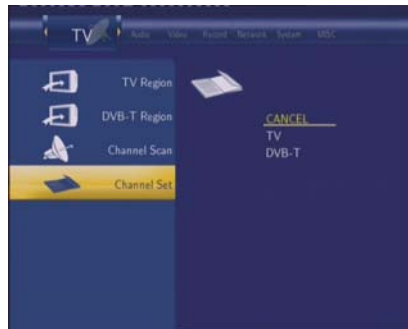 TV Audio Video Record Network System MISC
TV Region
DVB-T Region
Channel Scan
Channel Set
CANCEL
TV
DVB-T